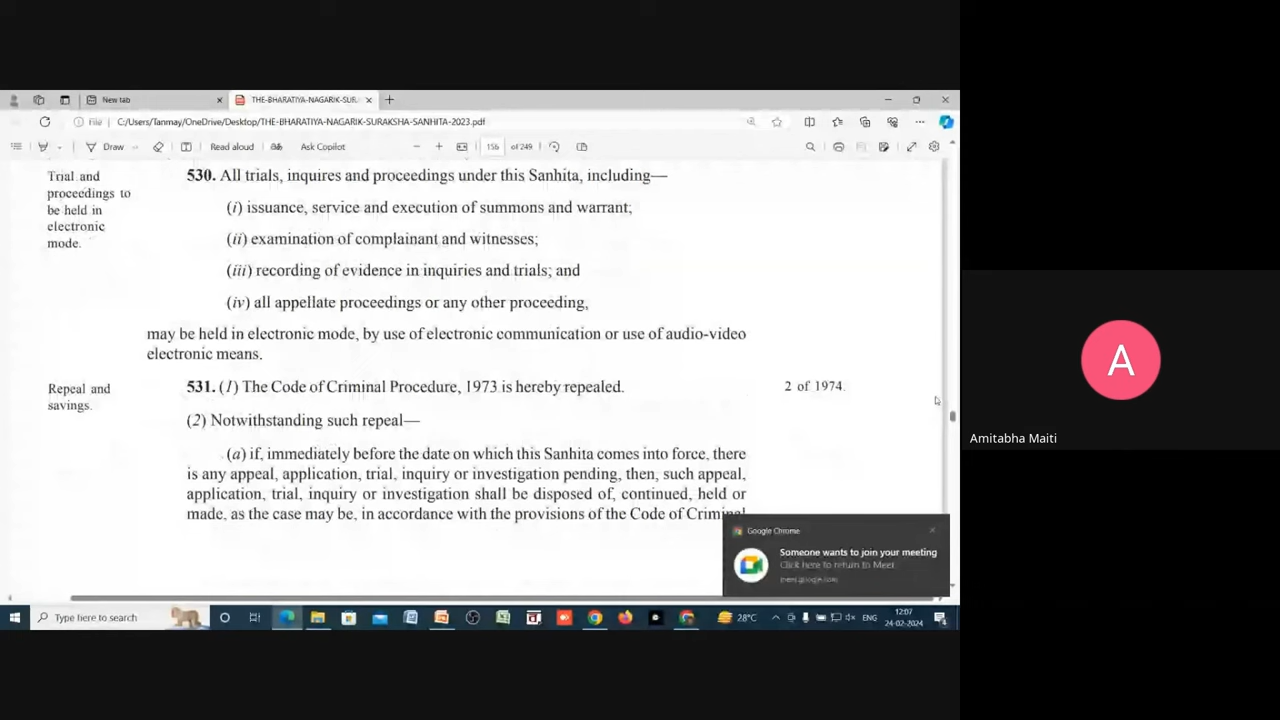 New tab
THE-BHARATIYA-NAGARIK-SUR
File
C:/Users/Tanmay/OneDrive/Desktop/THE-BHARATIYA-NAGARIK-SURAKSHA-SANHITA-2023.pdf
Draw
Read aloud
Ask Copilot
156
of 249
Trial and
proceedings to
be held in
electronic
mode.
530. All trials, inquires and proceedings under this Sanhita, including—
(i) issuance, service and execution of summons and warrant;
(ii) examination of complainant and witnesses;
(iii) recording of evidence in inquiries and trials; and
(iv) all appellate proceedings or any other proceeding,
may be held in electronic mode, by use of electronic communication or use of audio-video
electronic means.
Repeal and
savings.
531. (1) The Code of Criminal Procedure, 1973 is hereby repealed.
2 of 1974.
(2) Notwithstanding such repeal—
(a) if, immediately before the date on which this Sanhita comes into force, there
is any appeal, application, trial, inquiry or investigation pending, then, such appeal,
application, trial, inquiry or investigation shall be disposed of, continued, held or
made, as the case may be, in accordance with the provisions of the Code of Criminal
Google Chrome
Someone wants to join your meeting
Click here to return to Meet
meet.google.com
Type here to search
28°C
ENG
12:07
24-02-2024
A
Amitabha Maiti